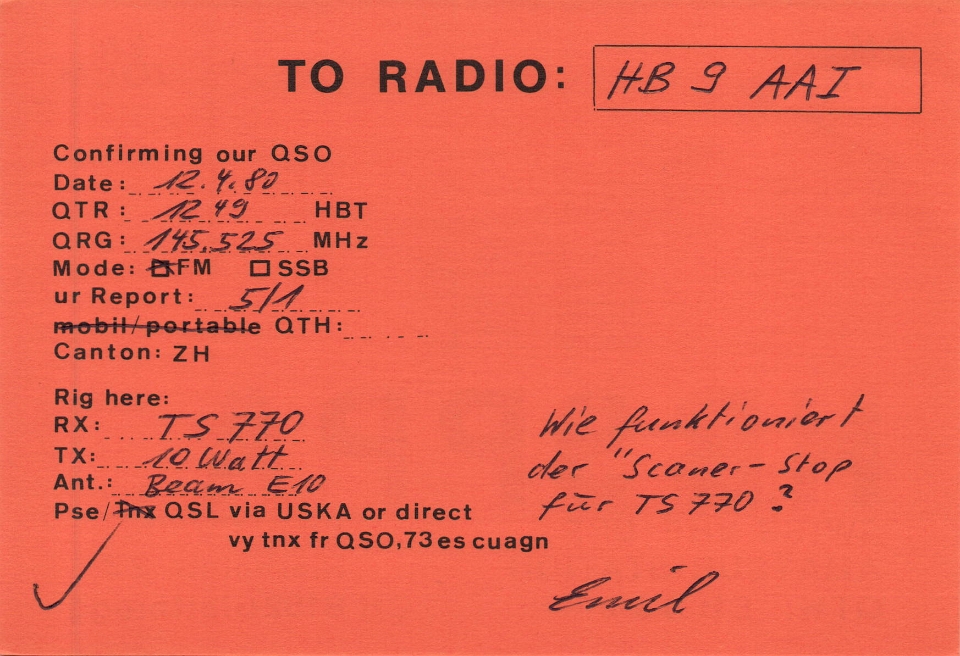 TO RADIO: HB 9 AAI
Confirming our QSO
Date: 12.4.80
QTR: 12 49 HBT
QRG: 145.525 MHz
Mode: ☒ FM ☐ SSB
ur Report: 5/1
mobil/portable QTH:
Canton: ZH
Rig here:
RX: TS 770
TX: 10 Watt
Ant.: Beam E10
Pse/Tnx QSL via USKA or direct
vy tnx fr QSO, 73 es cuagn
Wie funktioniert
der "Scaner-Stop
für TS 770?
Emil